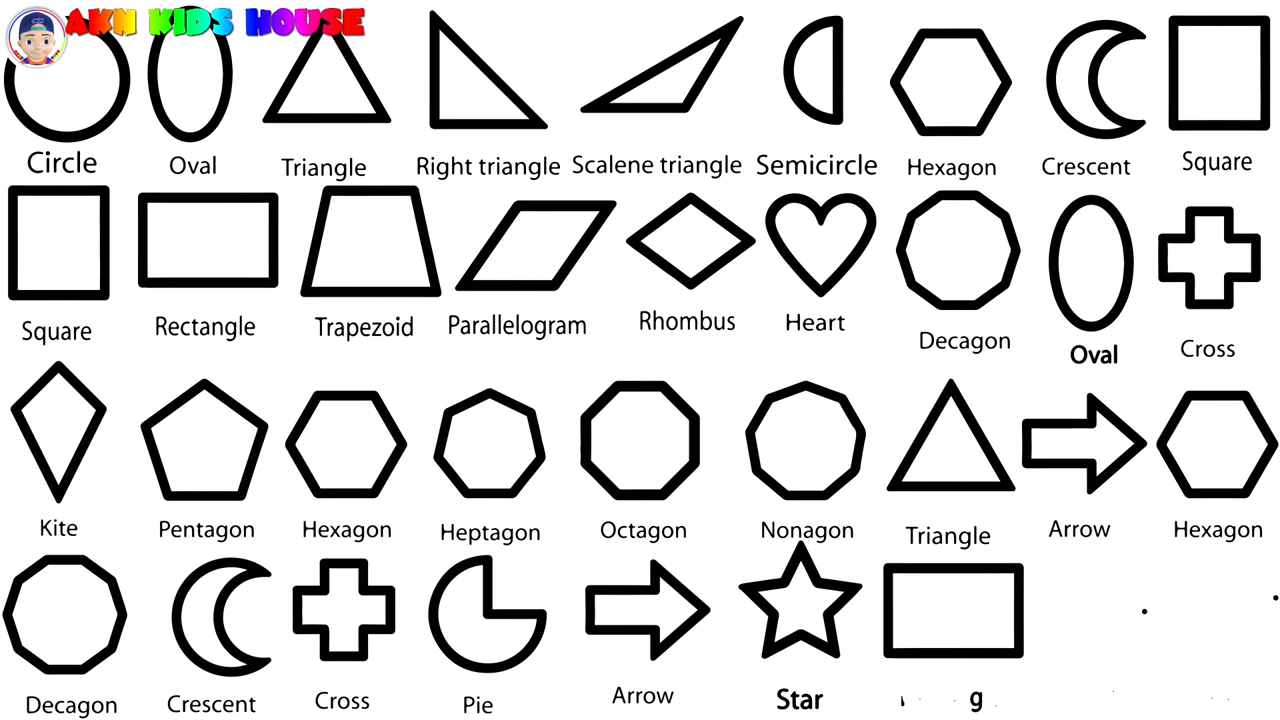 AKN KIDS HOUSE
Circle
Oval
Triangle
Right triangle
Scalene triangle
Semicircle
Hexagon
Crescent
Square
Square
Rectangle
Trapezoid
Parallelogram
Rhombus
Heart
Decagon
Oval
Cross
Kite
Pentagon
Hexagon
Heptagon
Octagon
Nonagon
Triangle
Arrow
Hexagon
Decagon
Crescent
Cross
Pie
Arrow
Star
g